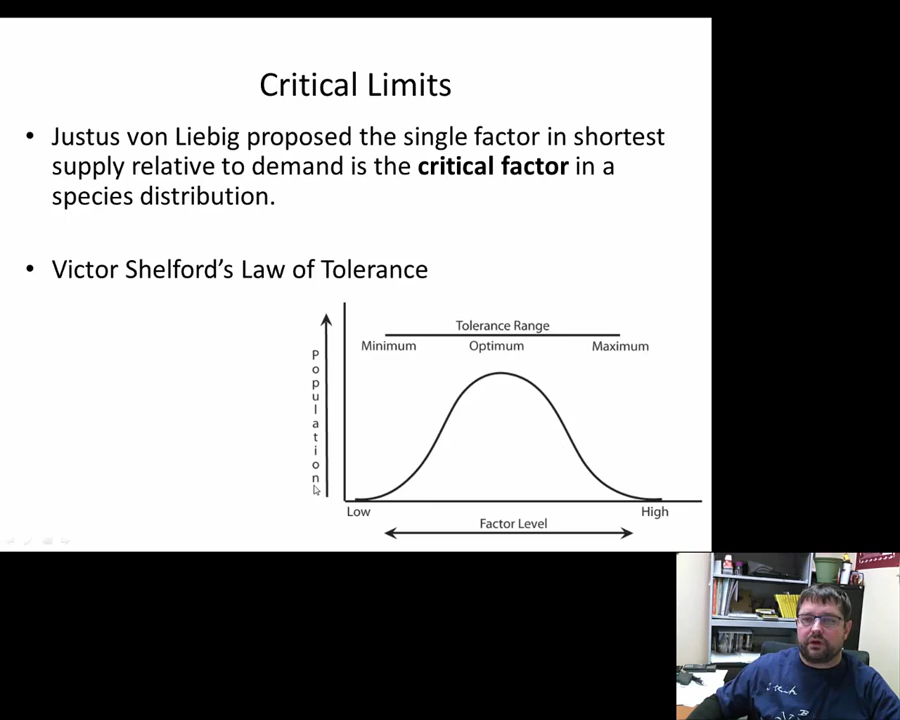 Critical Limits
• Justus von Liebig proposed the single factor in shortest
supply relative to demand is the critical factor in a
species distribution.
• Victor Shelford's Law of Tolerance
Tolerance Range
Minimum Optimum Maximum
Population
Low High
Factor Level